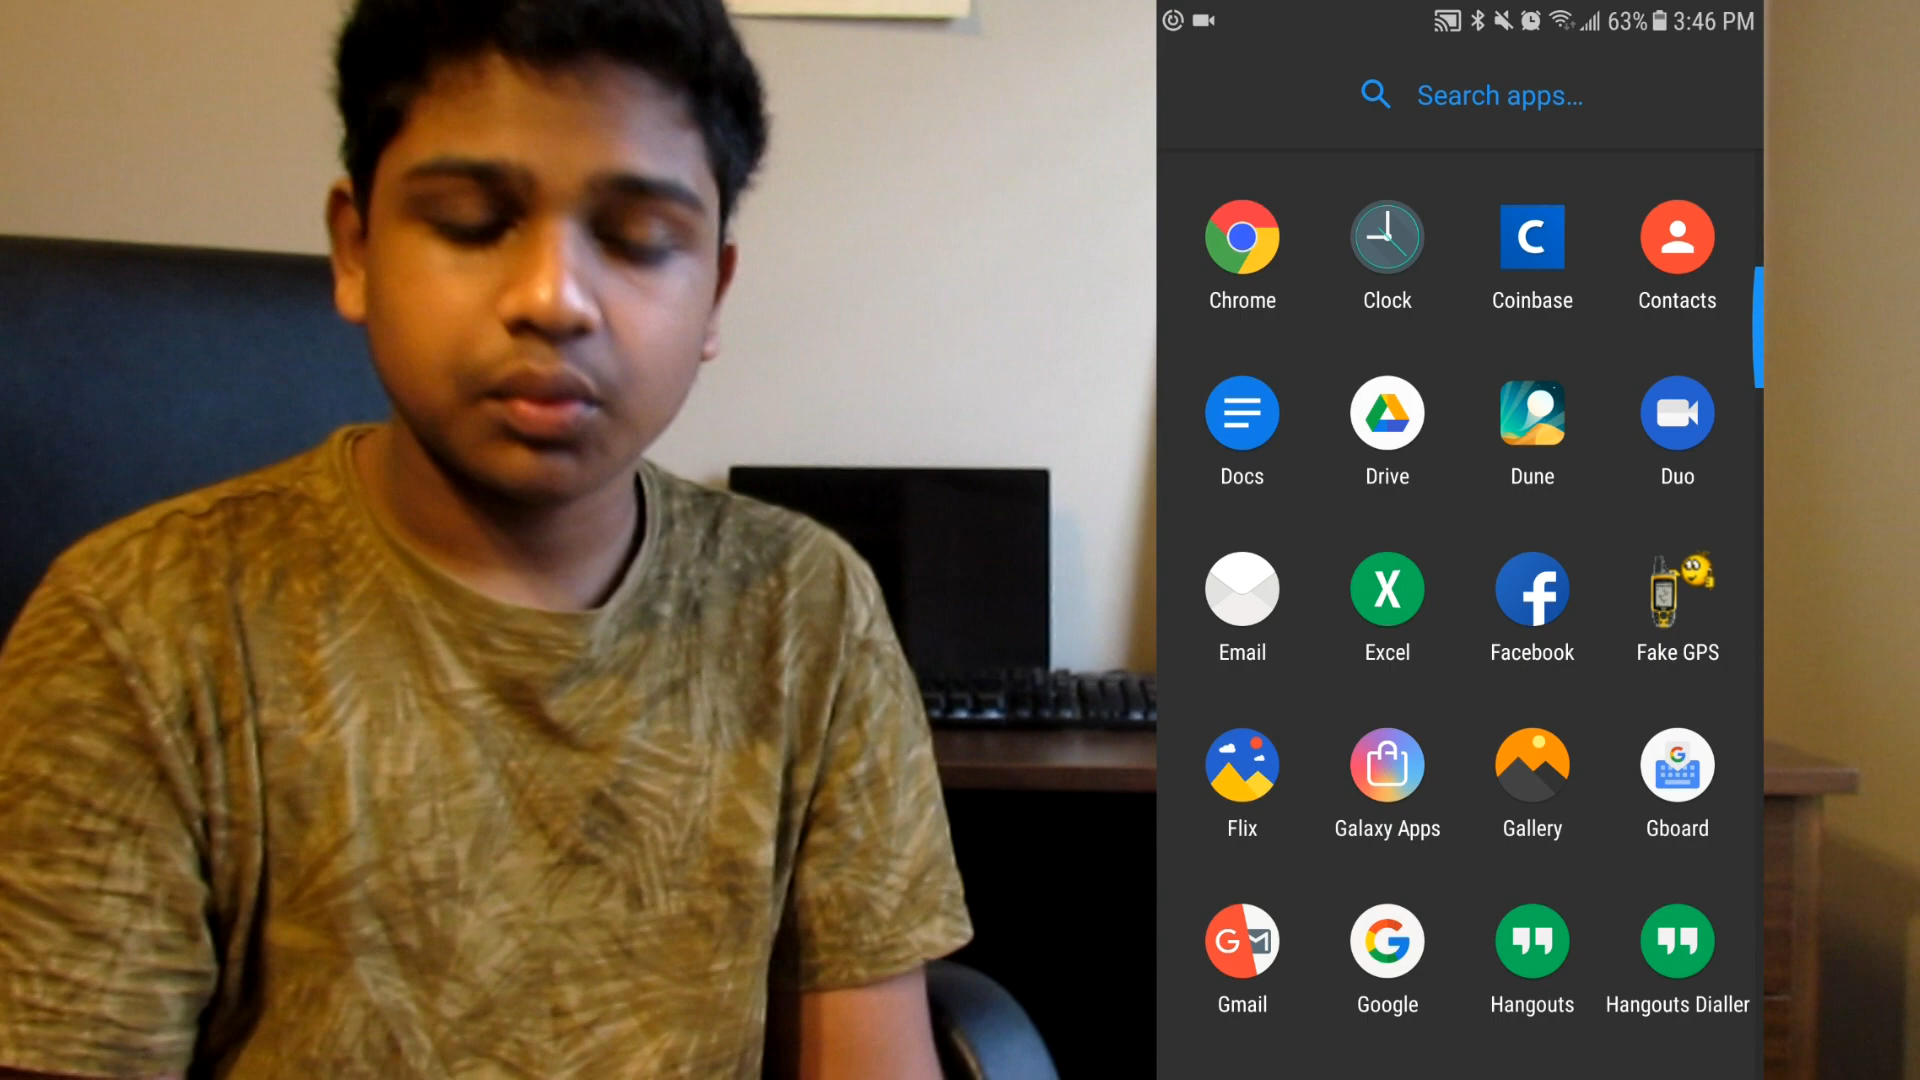 63% 3:46 PM
Search apps...
Chrome Clock Coinbase Contacts
Docs Drive Dune Duo
Email Excel Facebook Fake GPS
Flix Galaxy Apps Gallery Gboard
Gmail Google Hangouts Hangouts Dialler